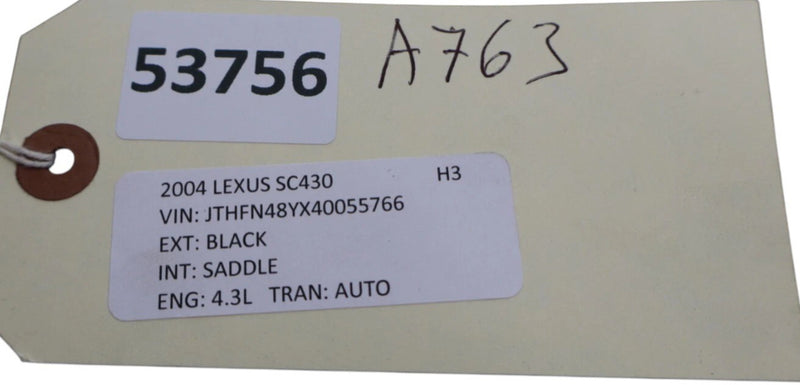 53756 A763
2004 LEXUS SC430 H3
VIN: JTHFN48YX40055766
EXT: BLACK
INT: SADDLE
ENG: 4.3L TRAN: AUTO